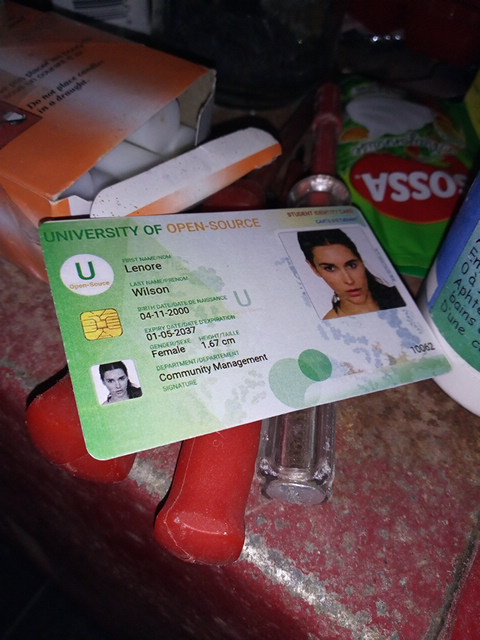 Do not place candles
in a draught.
UNIVERSITY OF OPEN-SOURCE
STUDENT IDENTITY CARD
U
Open-Source
FIRST NAME/NOM
Lenore
LAST NAME/PRENOM
Wilson
BIRTH DATE/DATE DE NAISSANCE
04-11-2000
EXPIRY DATE/DATE D'EXPIRATION
01-05-2037
GENDER/SEXE HEIGHT/TAILLE
Female 1.67 cm
DEPARTMENT/DEPARTEMENT
Community Management
SIGNATURE
U
10062
OSSA
bains
D'une